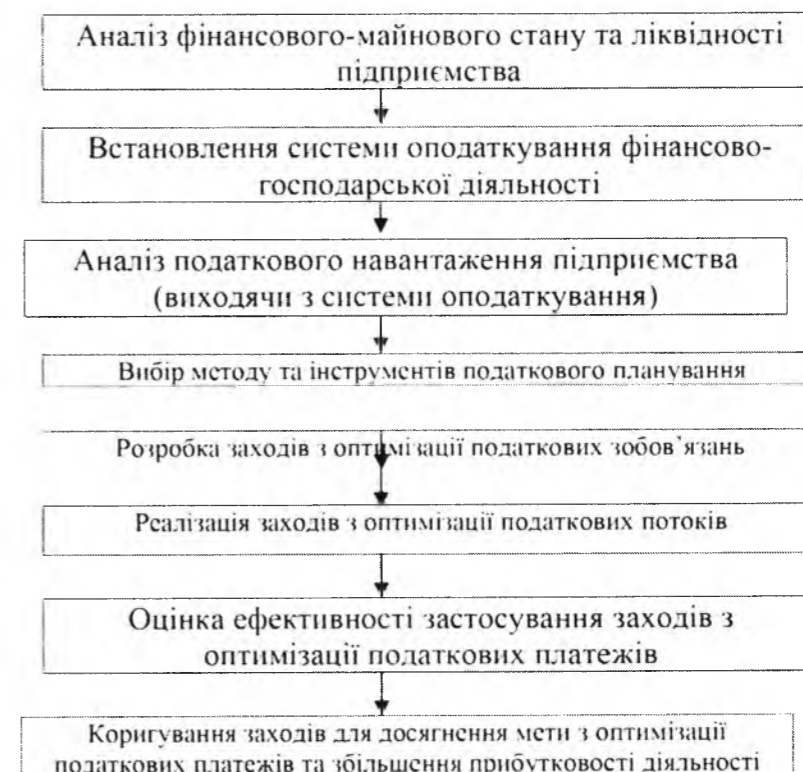 Аналіз фінансового-майнового стану та ліквідності
підприємства
Встановлення системи оподаткування фінансово-
господарської діяльності
Аналіз податкового навантаження підприємства
(виходячи з системи оподаткування)
Вибір методу та інструментів податкового планування
Розробка заходів з оптимізації податкових зобов’язань
Реалізація заходів з оптимізації податкових потоків
Оцінка ефективності застосування заходів з
оптимізації податкових платежів
Коригування заходів для досягнення мети з оптимізації
податкових платежів та збільшення прибутковості діяльності